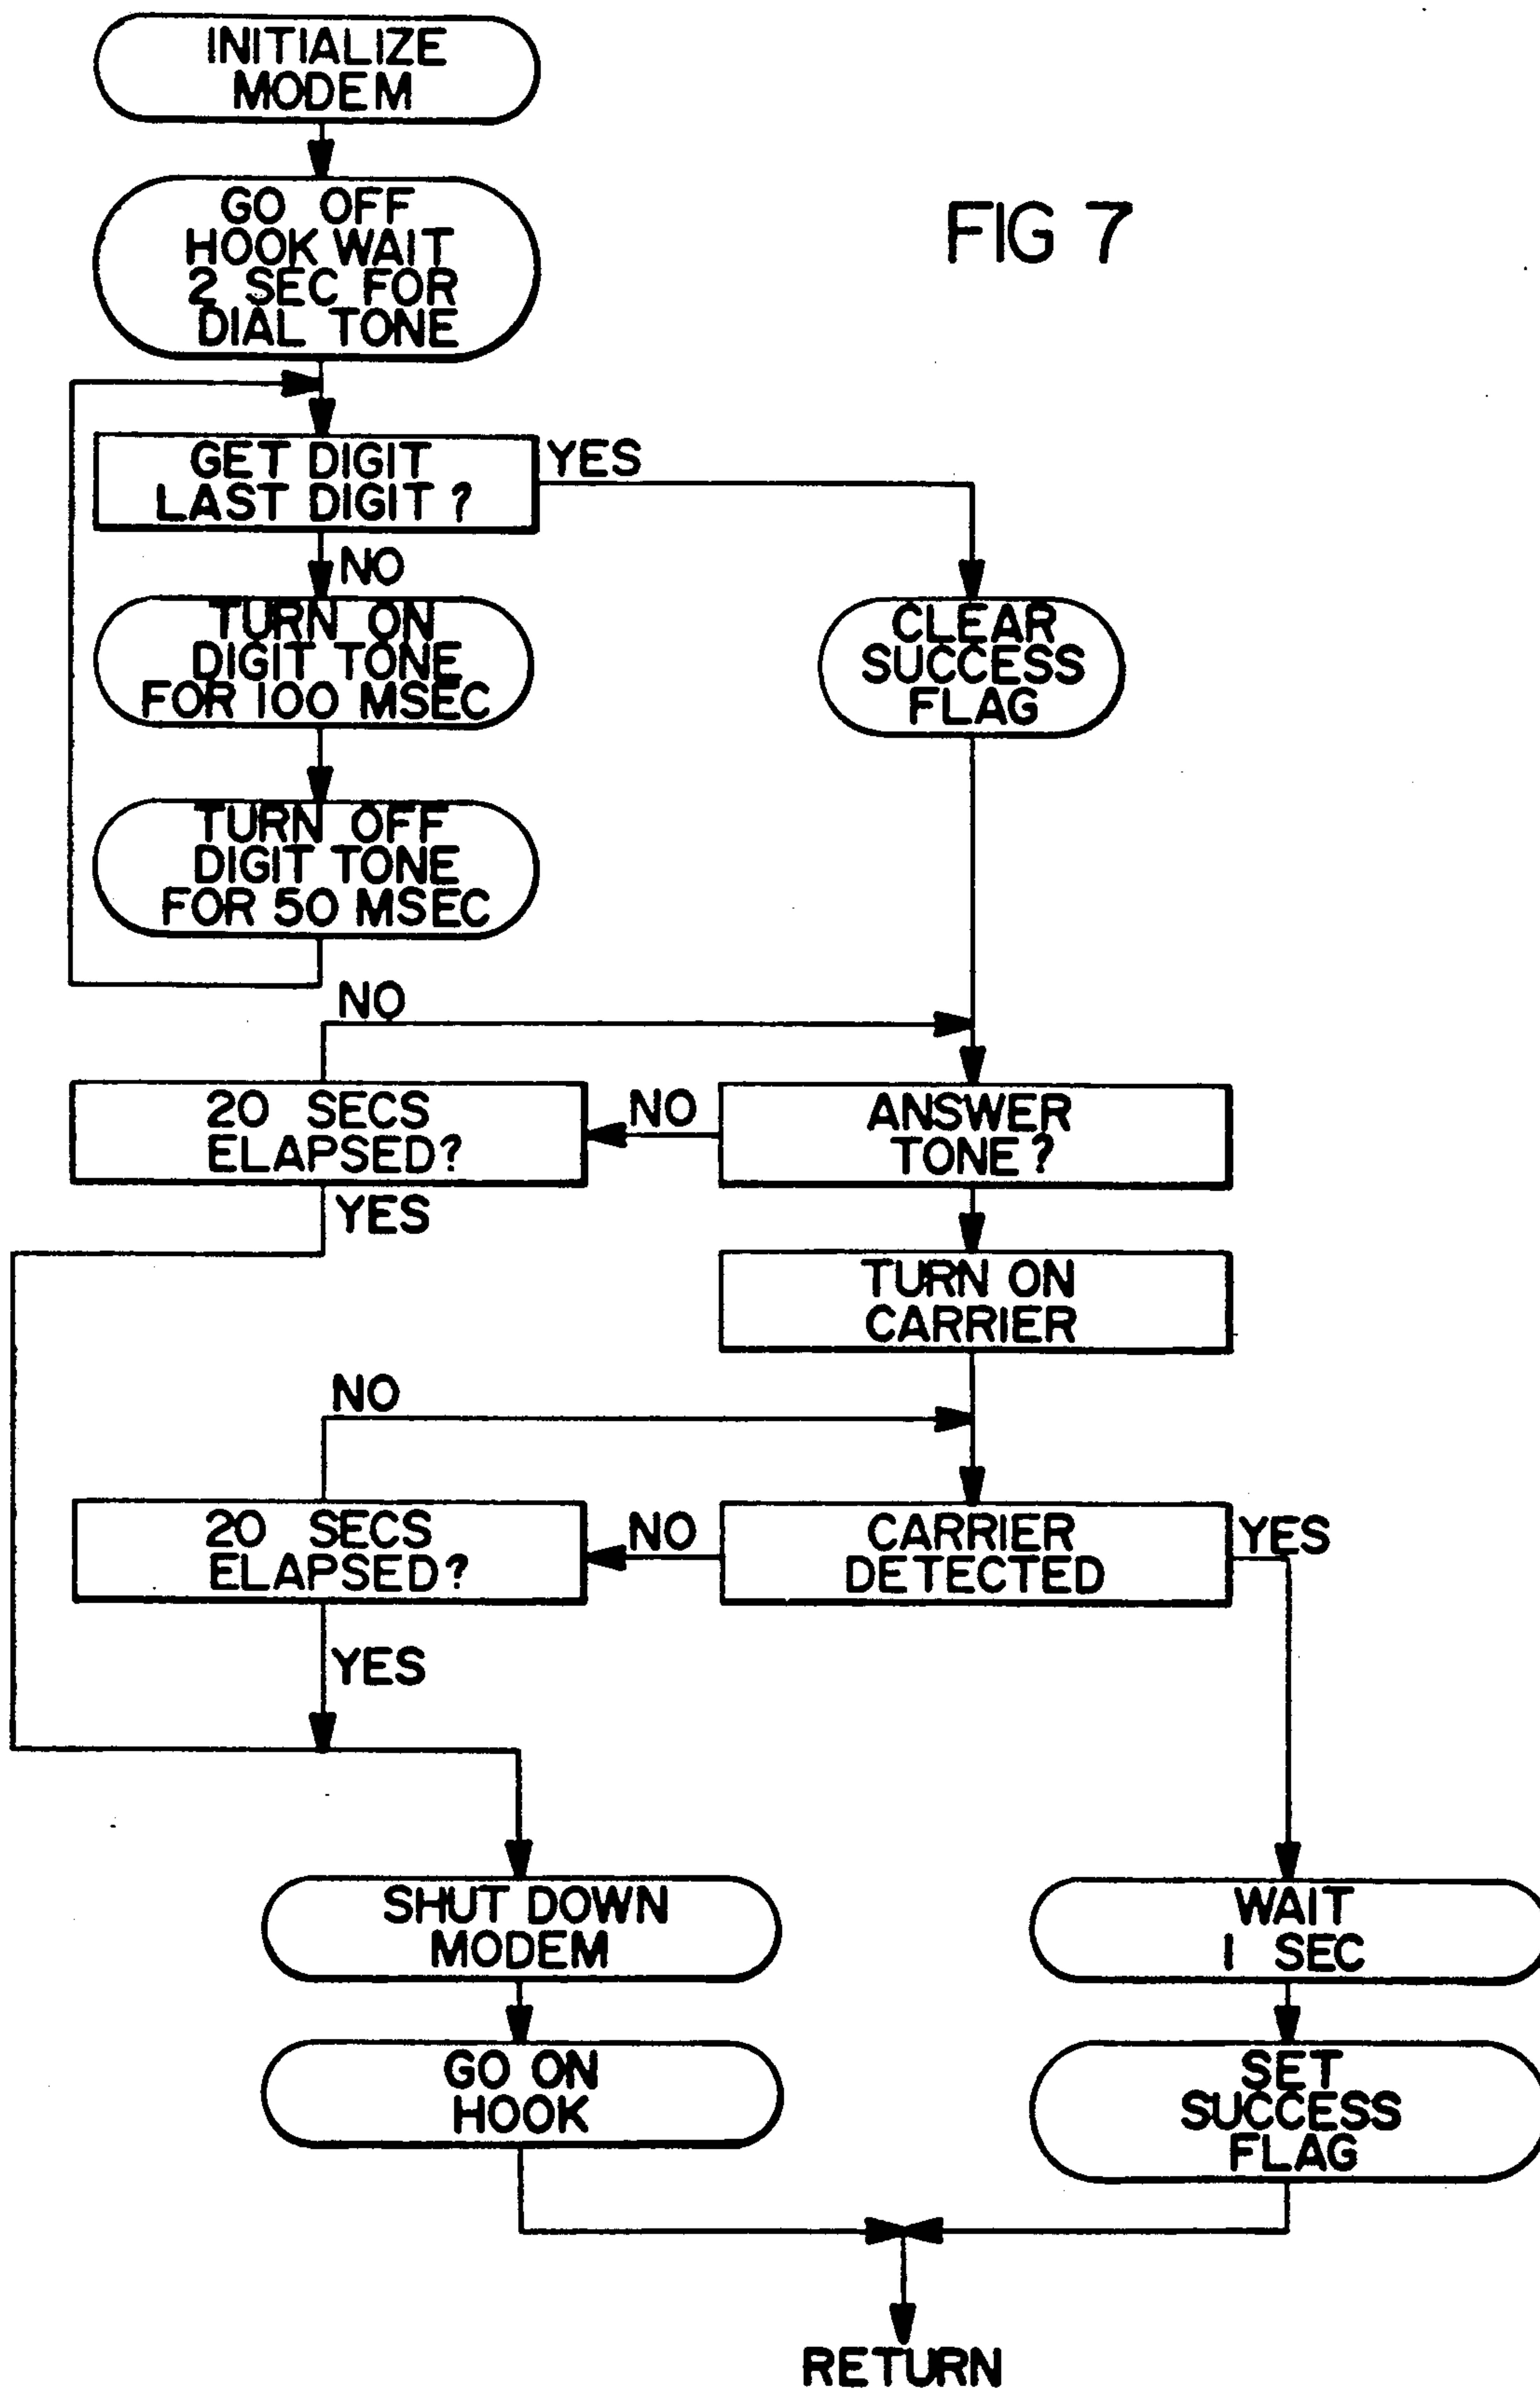 INITIALIZE
MODEM
GO OFF
HOOK WAIT
2 SEC FOR
DIAL TONE
FIG 7
GET DIGIT
LAST DIGIT ?
YES
NO
TURN ON
DIGIT TONE
FOR 100 MSEC
CLEAR
SUCCESS
FLAG
TURN OFF
DIGIT TONE
FOR 50 MSEC
NO
20 SECS
ELAPSED?
NO
ANSWER
TONE?
YES
TURN ON
CARRIER
NO
20 SECS
ELAPSED?
NO
CARRIER
DETECTED
YES
YES
SHUT DOWN
MODEM
WAIT
1 SEC
GO ON
HOOK
SET
SUCCESS
FLAG
RETURN